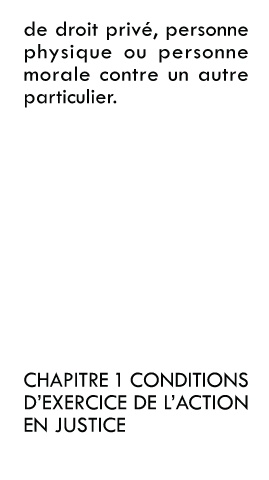 de droit privé, personne
physique ou personne
morale contre un autre
particulier.
CHAPITRE 1 CONDITIONS
D'EXERCICE DE L'ACTION
EN JUSTICE